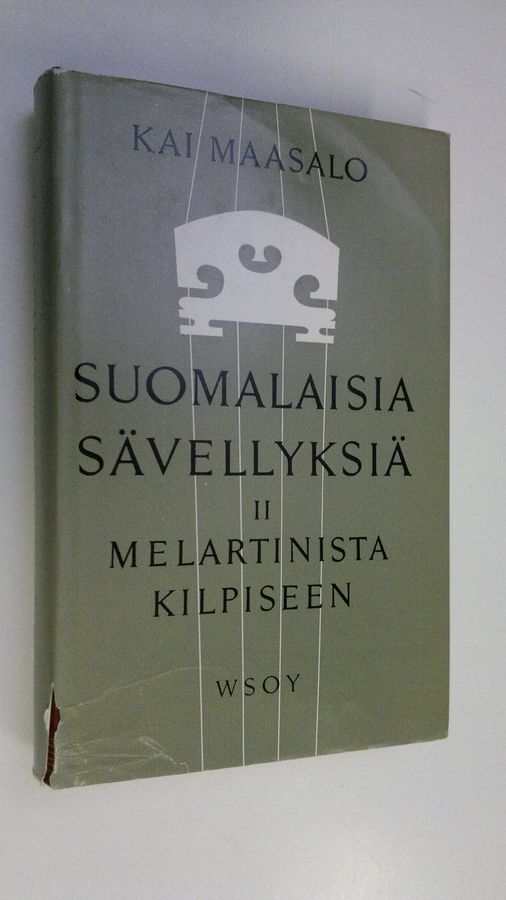 KAI MAASALO
SUOMALAISIA
SÄVELLYKSIÄ
II
MELARTINISTA
KILPISEEN
WSOY